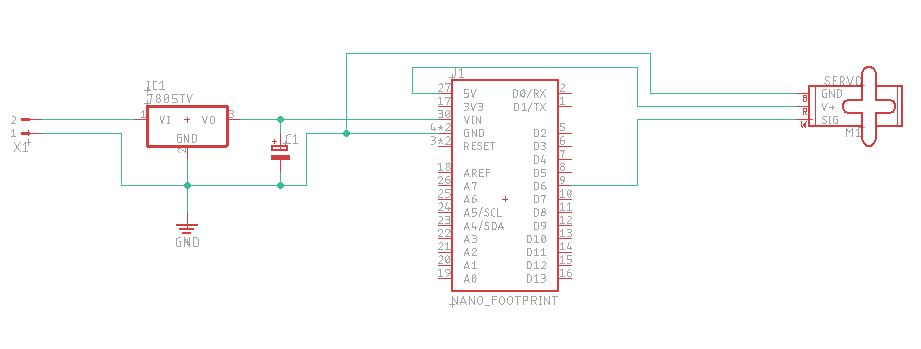 IC1
7805TV
1
VI
VO
3
GND
2
2
1
X1
C1
GND
J1
27
5V
D0/RX
2
17
3V3
D1/TX
1
30
VIN
4*2
GND
D2
5
3*2
RESET
D3
6
D4
7
18
AREF
D5
8
26
A7
D6
9
25
A6
D7
10
24
A5/SCL
D8
11
23
A4/SDA
D9
12
22
A3
D10
13
21
A2
D11
14
20
A1
D12
15
19
A0
D13
16
NANO_FOOTPRINT
SERVO
B
GND
R
V+
W
SIG
M1